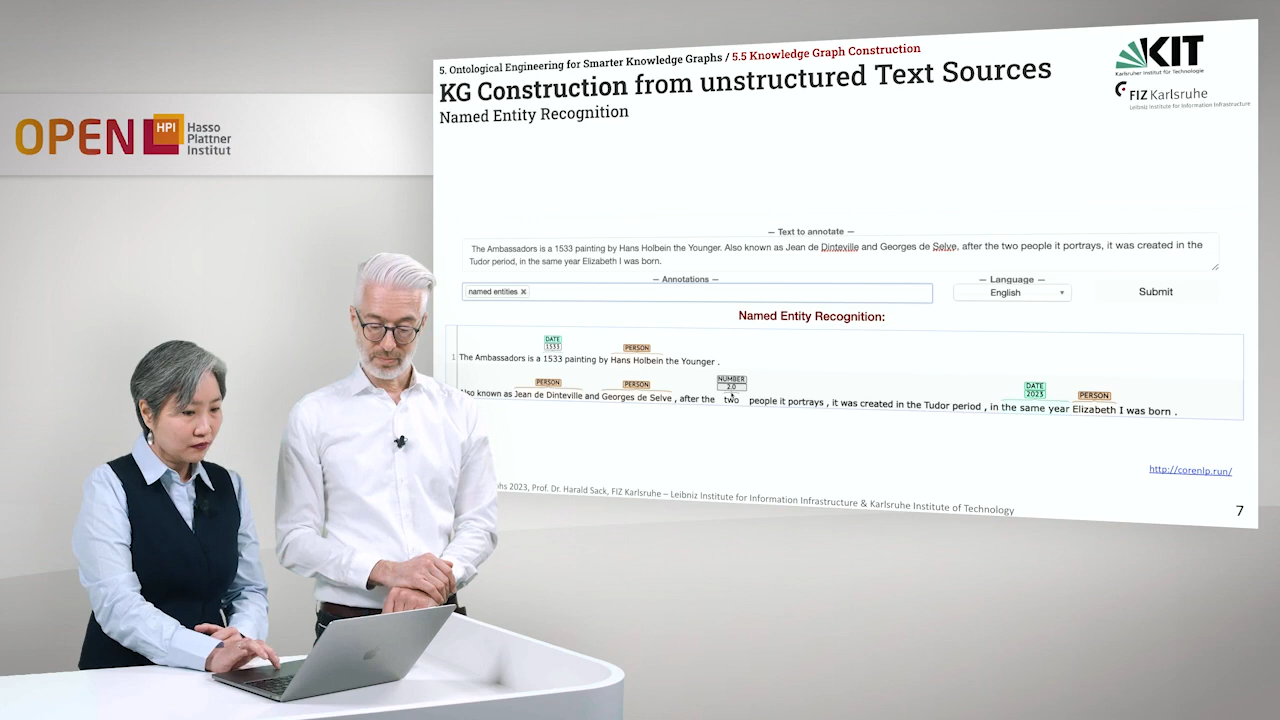 OPEN HPI Hasso
Plattner
Institut
5. Ontological Engineering for Smarter Knowledge Graphs / 5.5 Knowledge Graph Construction
KG Construction from unstructured Text Sources
Named Entity Recognition
KIT
Karlsruher Institut für Technologie
FIZ Karlsruhe
Leibniz Institute for Information Infrastructure
— Text to annotate —
The Ambassadors is a 1533 painting by Hans Holbein the Younger. Also known as Jean de Dinteville and Georges de Selve, after the two people it portrays, it was created in the
Tudor period, in the same year Elizabeth I was born.
— Annotations —
— Language —
named entities ×
English
Submit
Named Entity Recognition:
DATE
1533
PERSON
1 The Ambassadors is a 1533 painting by Hans Holbein the Younger .
PERSON
PERSON
NUMBER
2.0
DATE
2023
PERSON
lso known as Jean de Dinteville and Georges de Selve , after the two people it portrays , it was created in the Tudor period , in the same year Elizabeth I was born .
http://corenlp.run/
hs 2023, Prof. Dr. Harald Sack, FIZ Karlsruhe – Leibniz Institute for Information Infrastructure & Karlsruhe Institute of Technology
7